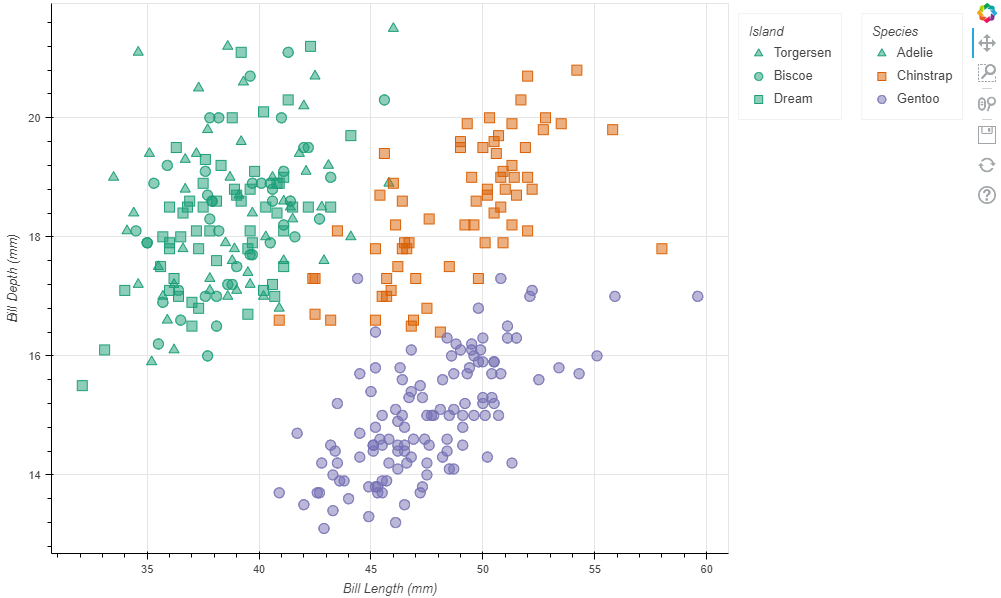 Island
Torgersen
Biscoe
Dream
Species
Adelie
Chinstrap
Gentoo
20
18
16
14
Bill Depth (mm)
35 40 45 50 55 60
Bill Length (mm)